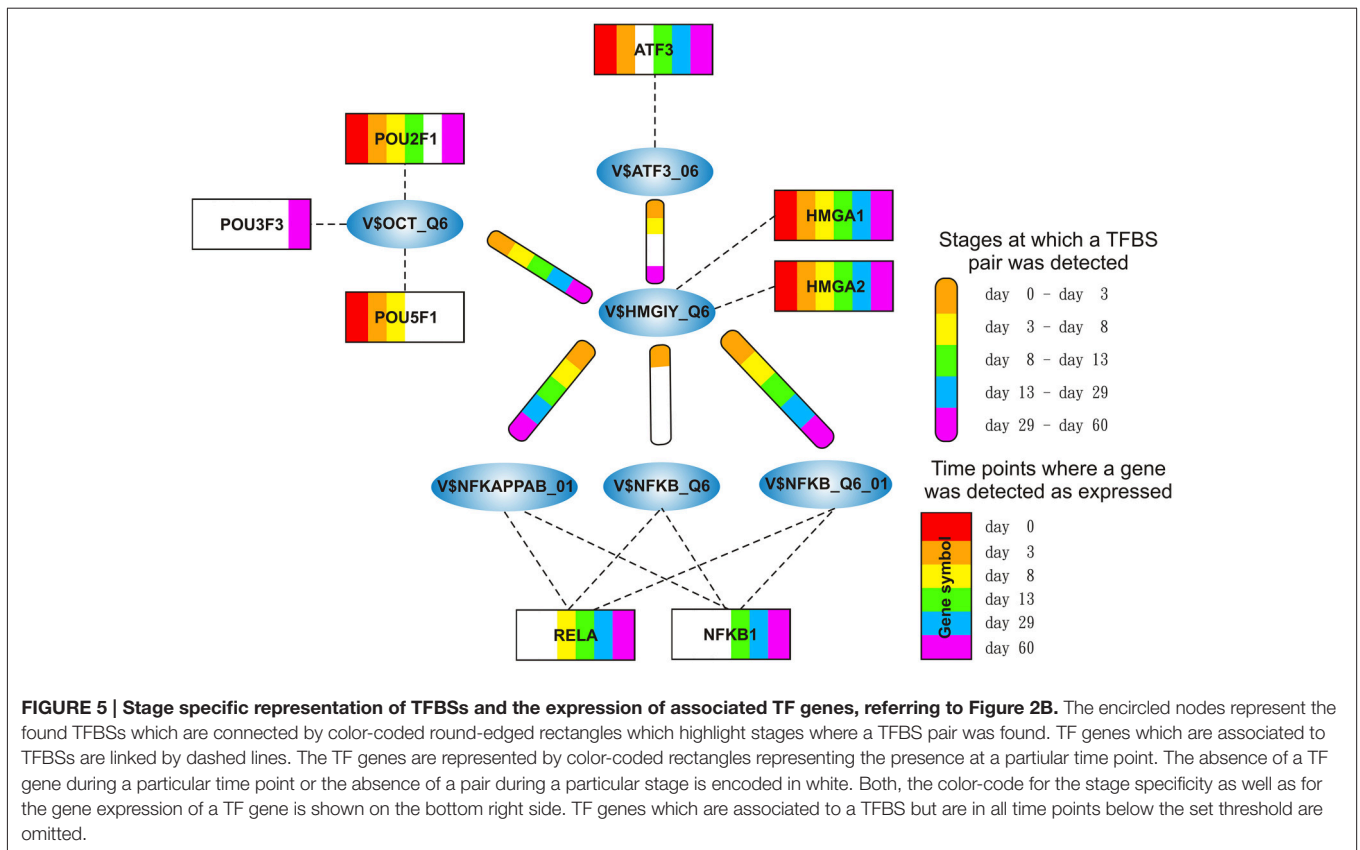 ATF3
POU2F1
V$ATF3_06
POU3F3
V$OCT_Q6
HMGA1
HMGA2
POU5F1
V$HMGIY_Q6
Stages at which a TFBS
pair was detected
day 0 - day 3
day 3 - day 8
day 8 - day 13
day 13 - day 29
day 29 - day 60
V$NFKAPPAB_01
V$NFKB_Q6
V$NFKB_Q6_01
Time points where a gene
was detected as expressed
Gene symbol
day 0
day 3
day 8
day 13
day 29
day 60
RELA
NFKB1
FIGURE 5 | Stage specific representation of TFBSs and the expression of associated TF genes, referring to Figure 2B. The encircled nodes represent the
found TFBSs which are connected by color-coded round-edged rectangles which highlight stages where a TFBS pair was found. TF genes which are associated to
TFBSs are linked by dashed lines. The TF genes are represented by color-coded rectangles representing the presence at a partiular time point. The absence of a TF
gene during a particular time point or the absence of a pair during a particular stage is encoded in white. Both, the color-code for the stage specificity as well as for
the gene expression of a TF gene is shown on the bottom right side. TF genes which are associated to a TFBS but are in all time points below the set threshold are
omitted.